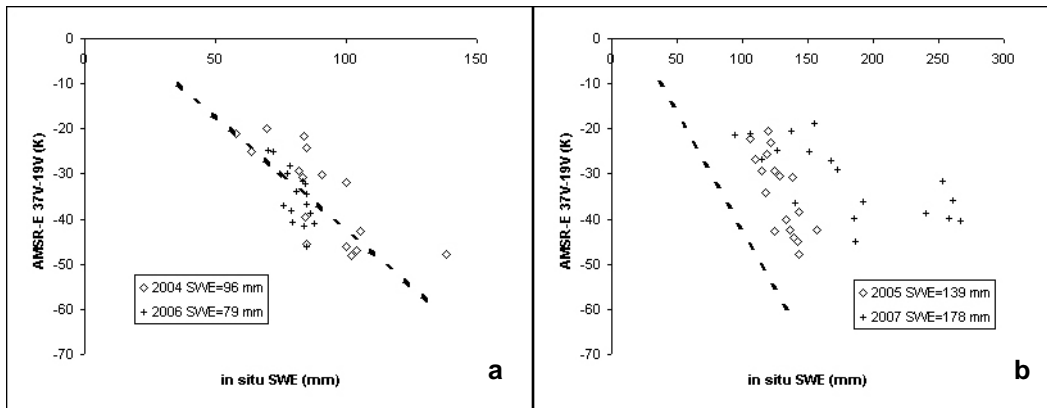 0
50
100
150
0
-10
-20
-30
-40
-50
-60
-70
AMSR-E 37V-19V (K)
◇ 2004 SWE=96 mm
+ 2006 SWE=79 mm
in situ SWE (mm)
a
0
50
100
150
200
250
300
0
-10
-20
-30
-40
-50
-60
-70
AMSR-E 37V-19V (K)
◇ 2005 SWE=139 mm
+ 2007 SWE=178 mm
in situ SWE (mm)
b